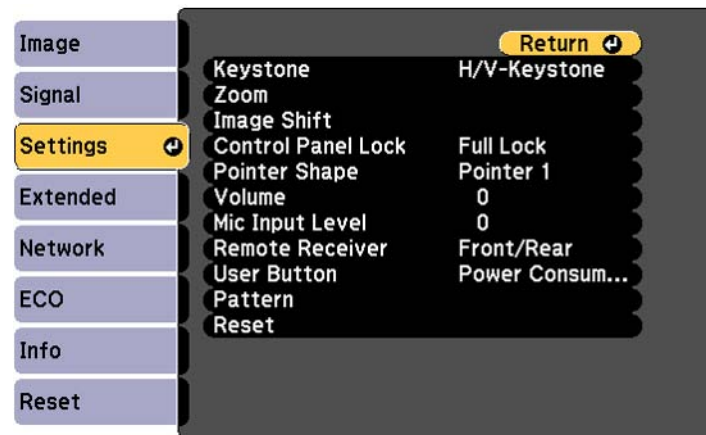 Image
Signal
Settings
Extended
Network
ECO
Info
Reset
Return
Keystone H/V-Keystone
Zoom
Image Shift
Control Panel Lock Full Lock
Pointer Shape Pointer 1
Volume 0
Mic Input Level 0
Remote Receiver Front/Rear
User Button Power Consum...
Pattern
Reset